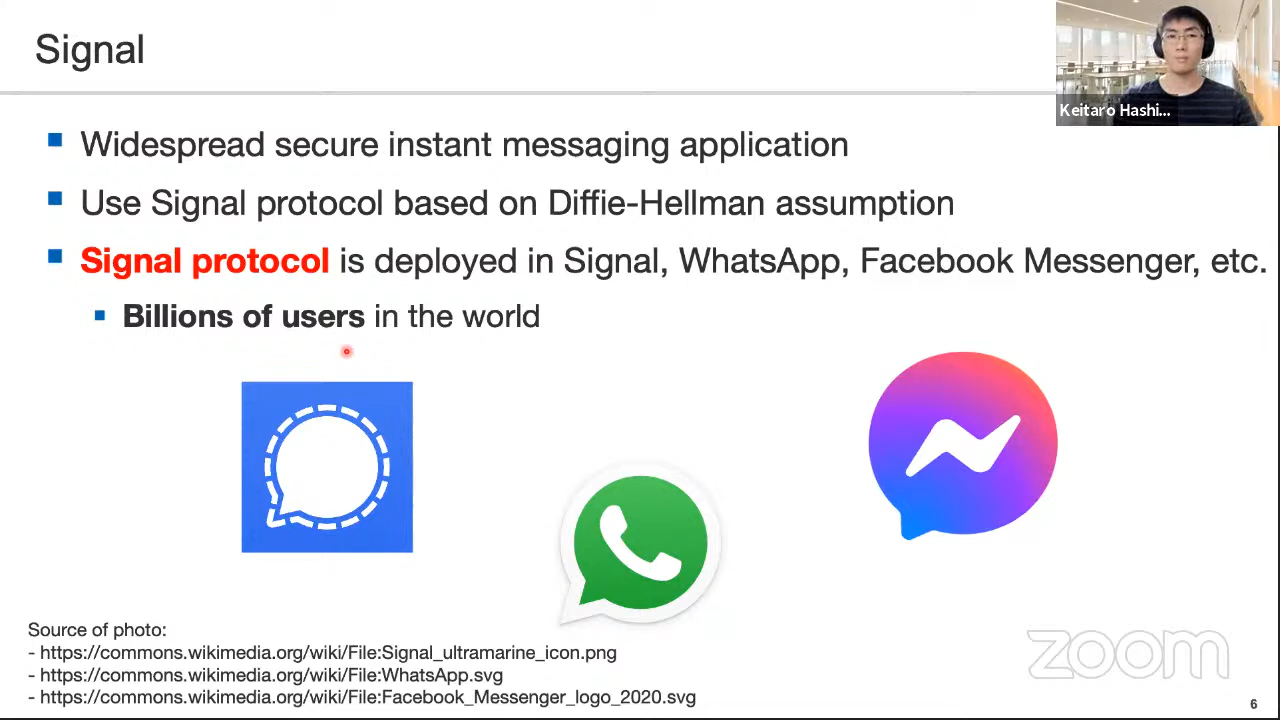 Signal
Keitaro Hashi...
Widespread secure instant messaging application
Use Signal protocol based on Diffie-Hellman assumption
Signal protocol is deployed in Signal, WhatsApp, Facebook Messenger, etc.
Billions of users in the world
Source of photo:
- https://commons.wikimedia.org/wiki/File:Signal_ultramarine_icon.png
- https://commons.wikimedia.org/wiki/File:WhatsApp.svg
- https://commons.wikimedia.org/wiki/File:Facebook_Messenger_logo_2020.svg
zoom
6